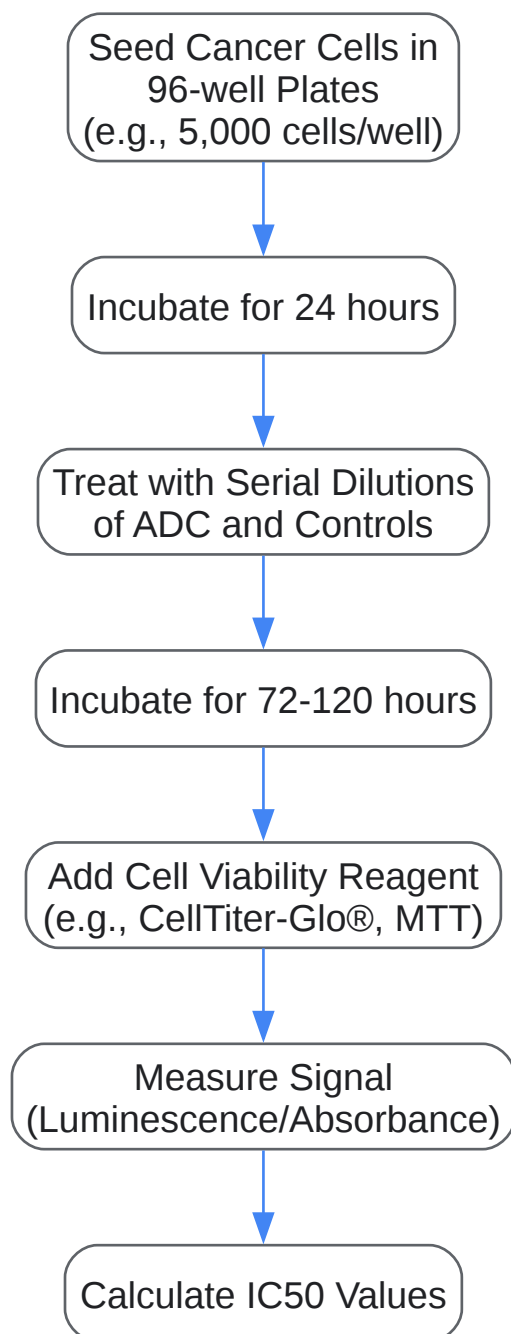 Seed Cancer Cells in
96-well Plates
(e.g., 5,000 cells/well)
Incubate for 24 hours
Treat with Serial Dilutions
of ADC and Controls
Incubate for 72-120 hours
Add Cell Viability Reagent
(e.g., CellTiter-Glo®, MTT)
Measure Signal
(Luminescence/Absorbance)
Calculate IC50 Values